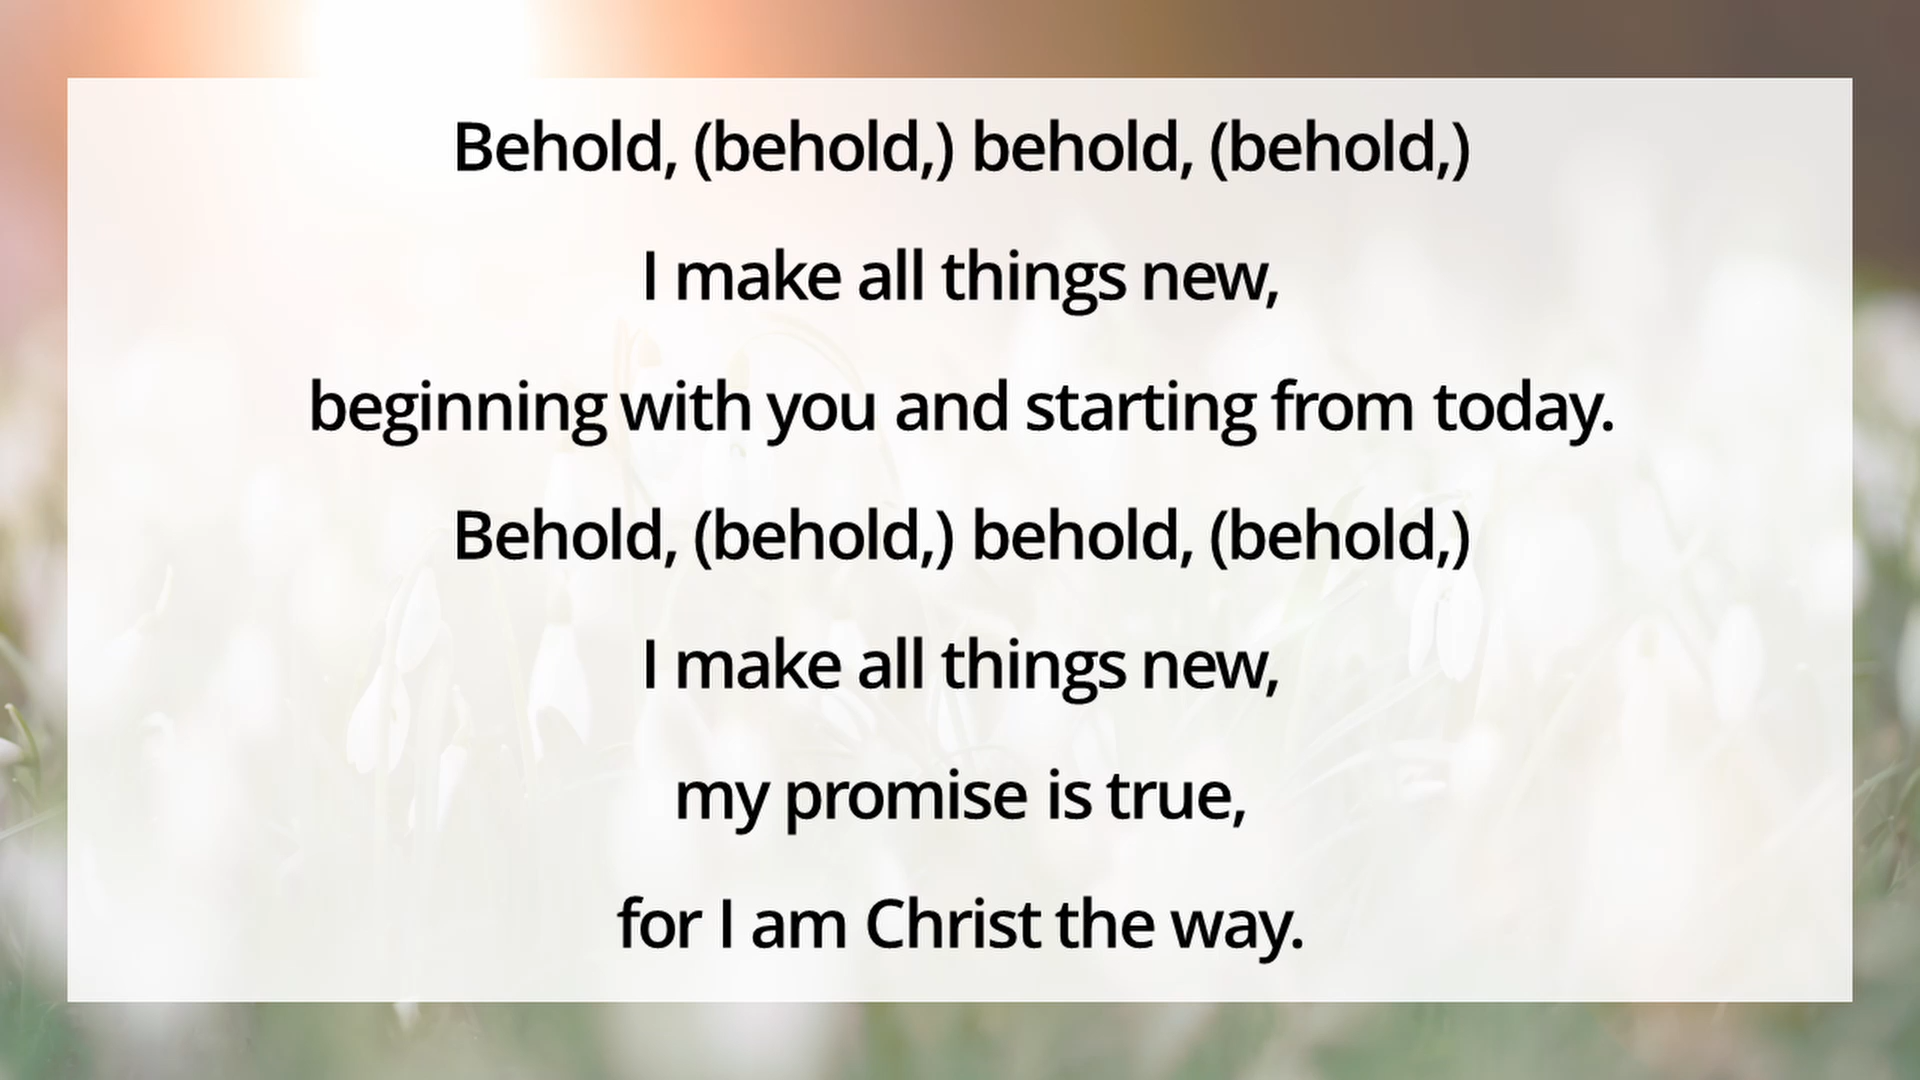 Behold, (behold,) behold, (behold,)
I make all things new,
beginning with you and starting from today.
Behold, (behold,) behold, (behold,)
I make all things new,
my promise is true,
for I am Christ the way.